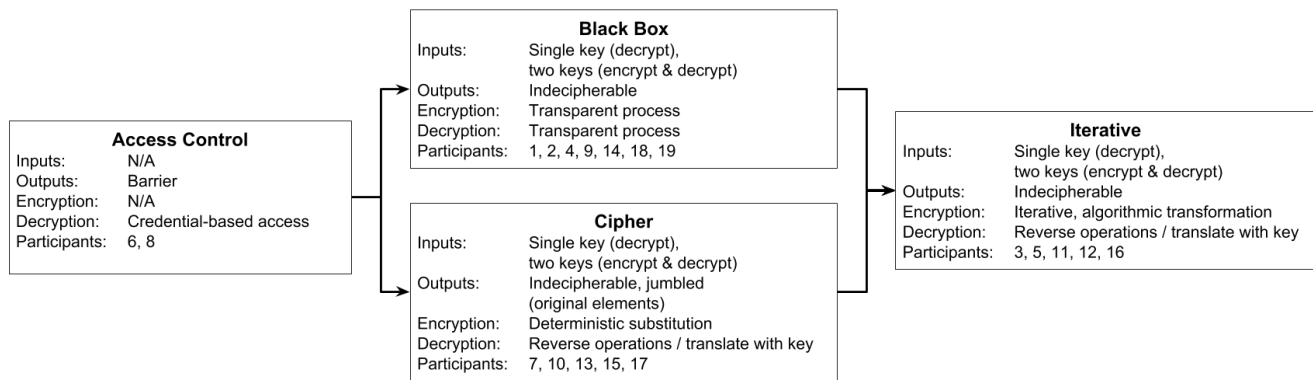 Access Control
Inputs: N/A
Outputs: Barrier
Encryption: N/A
Decryption: Credential-based access
Participants: 6, 8
Black Box
Inputs: Single key (decrypt),
two keys (encrypt & decrypt)
Outputs: Indecipherable
Encryption: Transparent process
Decryption: Transparent process
Participants: 1, 2, 4, 9, 14, 18, 19
Cipher
Inputs: Single key (decrypt),
two keys (encrypt & decrypt)
Outputs: Indecipherable, jumbled
(original elements)
Encryption: Deterministic substitution
Decryption: Reverse operations / translate with key
Participants: 7, 10, 13, 15, 17
Iterative
Inputs: Single key (decrypt),
two keys (encrypt & decrypt)
Outputs: Indecipherable
Encryption: Iterative, algorithmic transformation
Decryption: Reverse operations / translate with key
Participants: 3, 5, 11, 12, 16